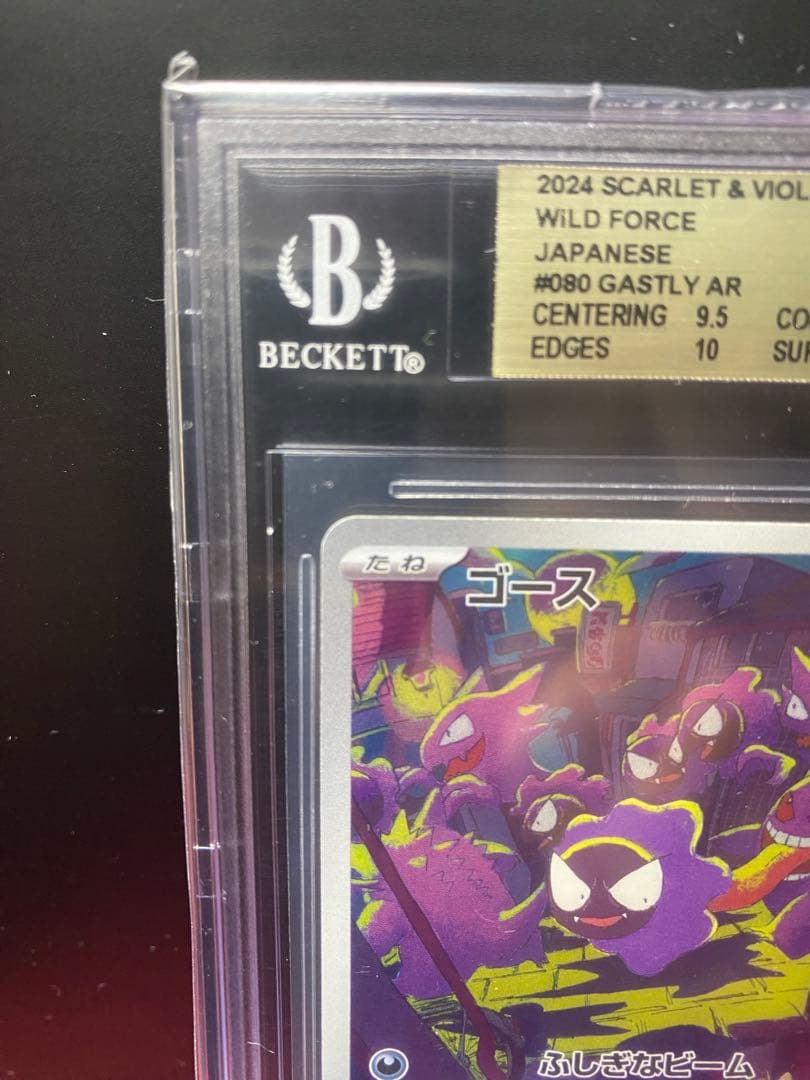 2024 SCARLET & VIOL
WiLD FORCE
JAPANESE
#080 GASTLY AR
CENTERING 9.5 CO
EDGES 10 SUR
B
BECKETT®
たね
ゴース
ふしぎなビーム